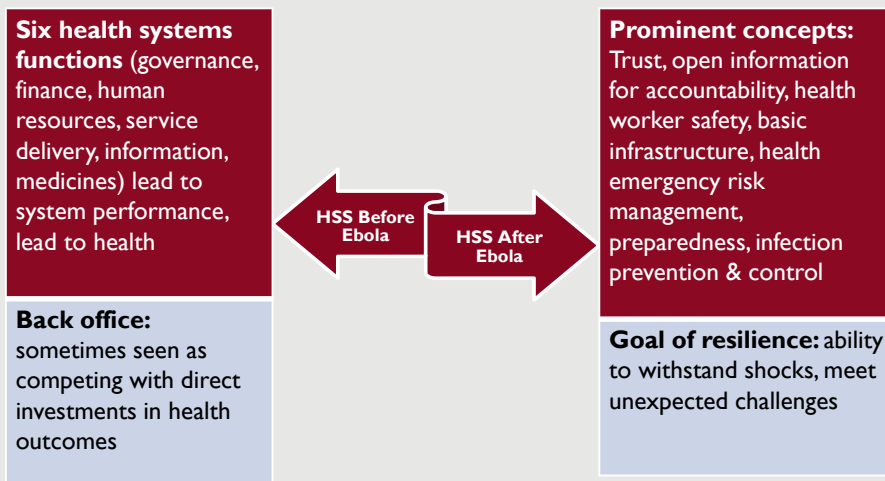 Six health systems
functions (governance,
finance, human
resources, service
delivery, information,
medicines) lead to
system performance,
lead to health
Back office:
sometimes seen as
competing with direct
investments in health
outcomes
HSS Before
Ebola
HSS After
Ebola
Prominent concepts:
Trust, open information
for accountability, health
worker safety, basic
infrastructure, health
emergency risk
management,
preparedness, infection
prevention & control
Goal of resilience: ability
to withstand shocks, meet
unexpected challenges